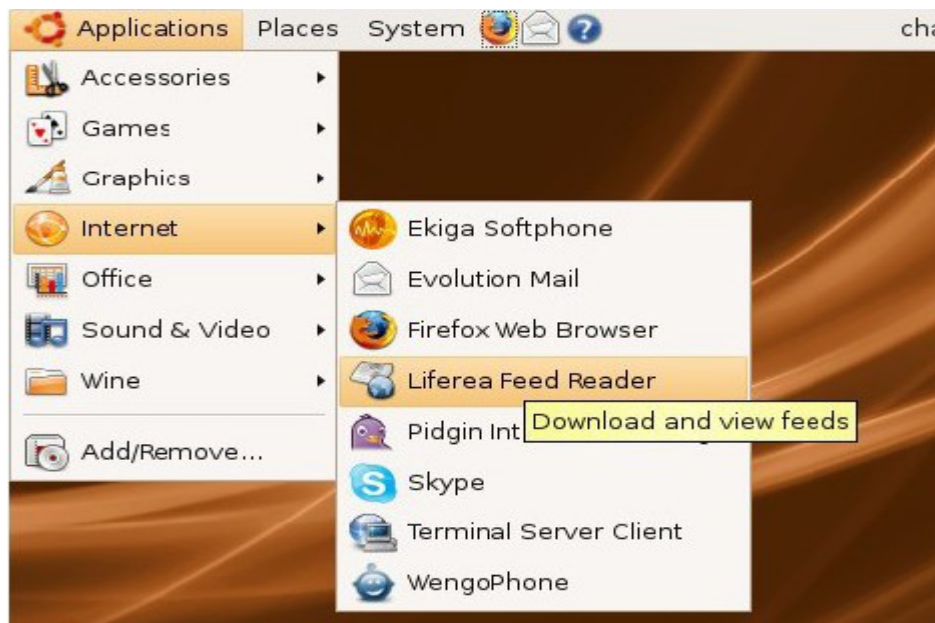 Applications Places System cha
Accessories
Games
Graphics
Internet
Office
Sound & Video
Wine
Add/Remove...
Ekiga Softphone
Evolution Mail
Firefox Web Browser
Liferea Feed Reader
Download and view feeds
Pidgin Int
Skype
Terminal Server Client
WengoPhone